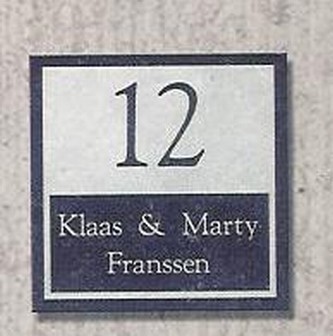 12
Klaas & Marty
Franssen